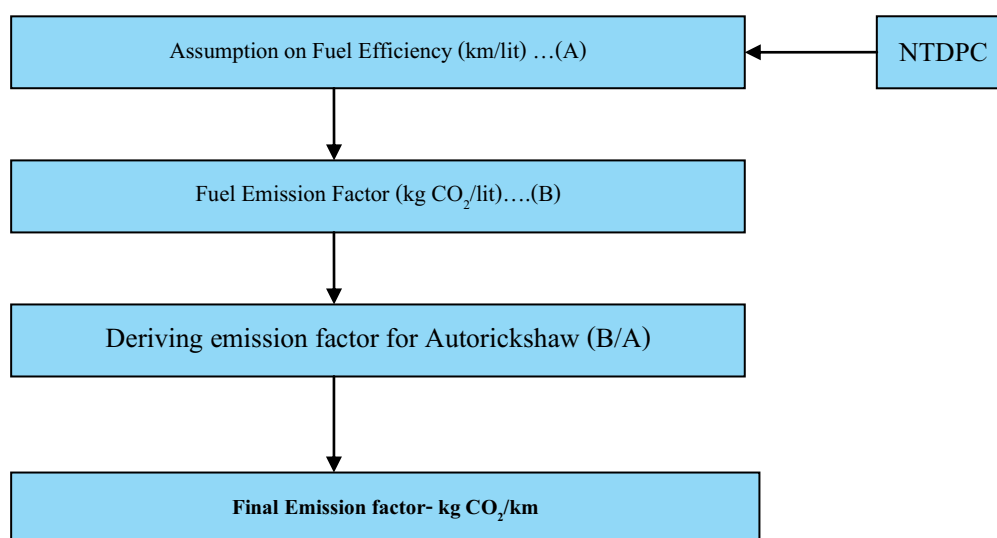 Assumption on Fuel Efficiency (km/lit) …(A)
NTDPC
Fuel Emission Factor (kg CO₂/lit)….(B)
Deriving emission factor for Autorickshaw (B/A)
Final Emission factor- kg CO₂/km